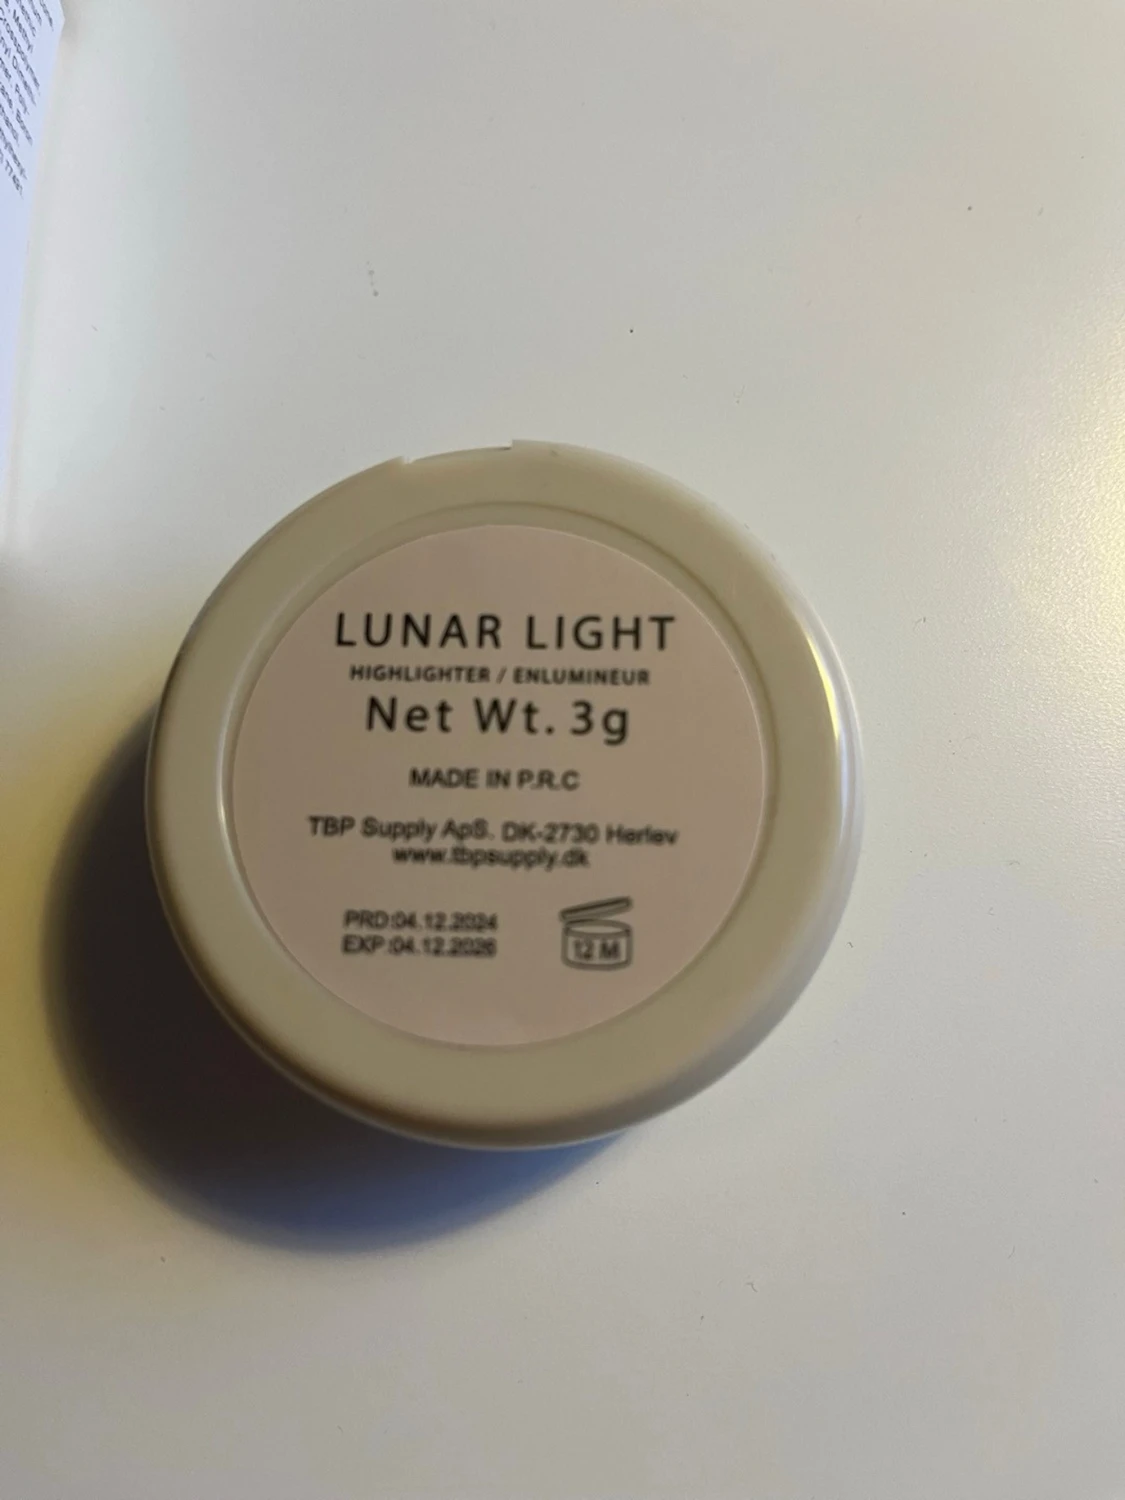 LUNAR LIGHT
HIGHLIGHTER / ENLUMINEUR
Net Wt. 3g
MADE IN P.R.C
TBP Supply ApS. DK-2730 Herlev
www.tbpsupply.dk
PRD:04.12.2024
EXP:04.12.2026
12 M